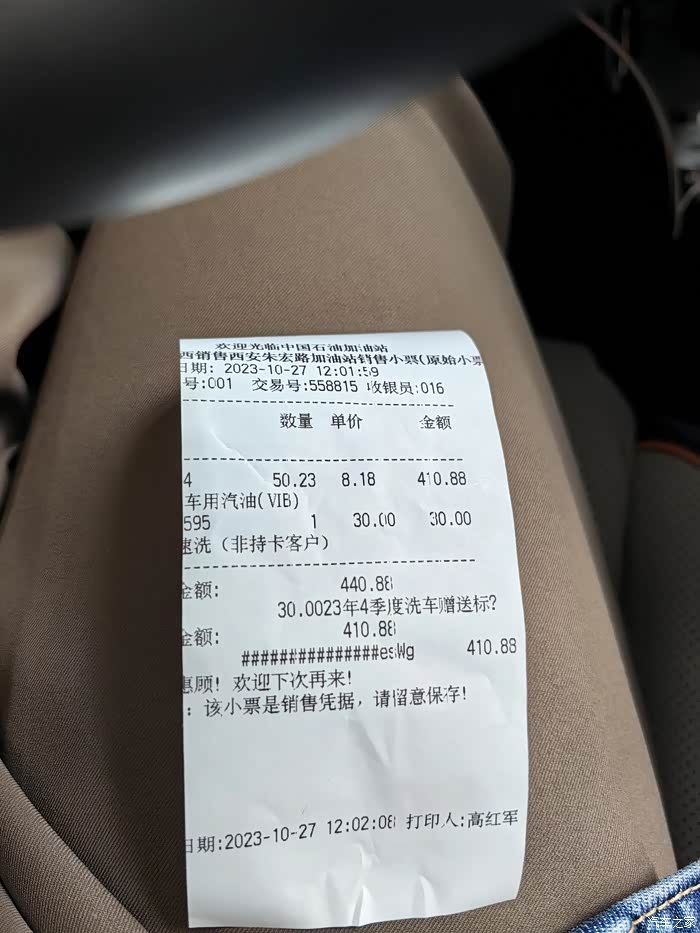 欢迎光临中国石油加油站
西销售西安朱宏路加油站销售小票(原始小票
日期: 2023-10-27 12:01:59
号:001 交易号:558815 收银员:016
数量 单价 金额
4 50.23 8.18 410.88
车用汽油(VIB)
595 1 30.00 30.00
速洗（非持卡客户）
金额: 440.88
30.0023年4季度洗车赠送标?
金额: 410.88
###############esWg 410.88
惠顾! 欢迎下次再来!
: 该小票是销售凭据, 请留意保存!
日期:2023-10-27 12:02:08 打印人:高红军
汽车之家